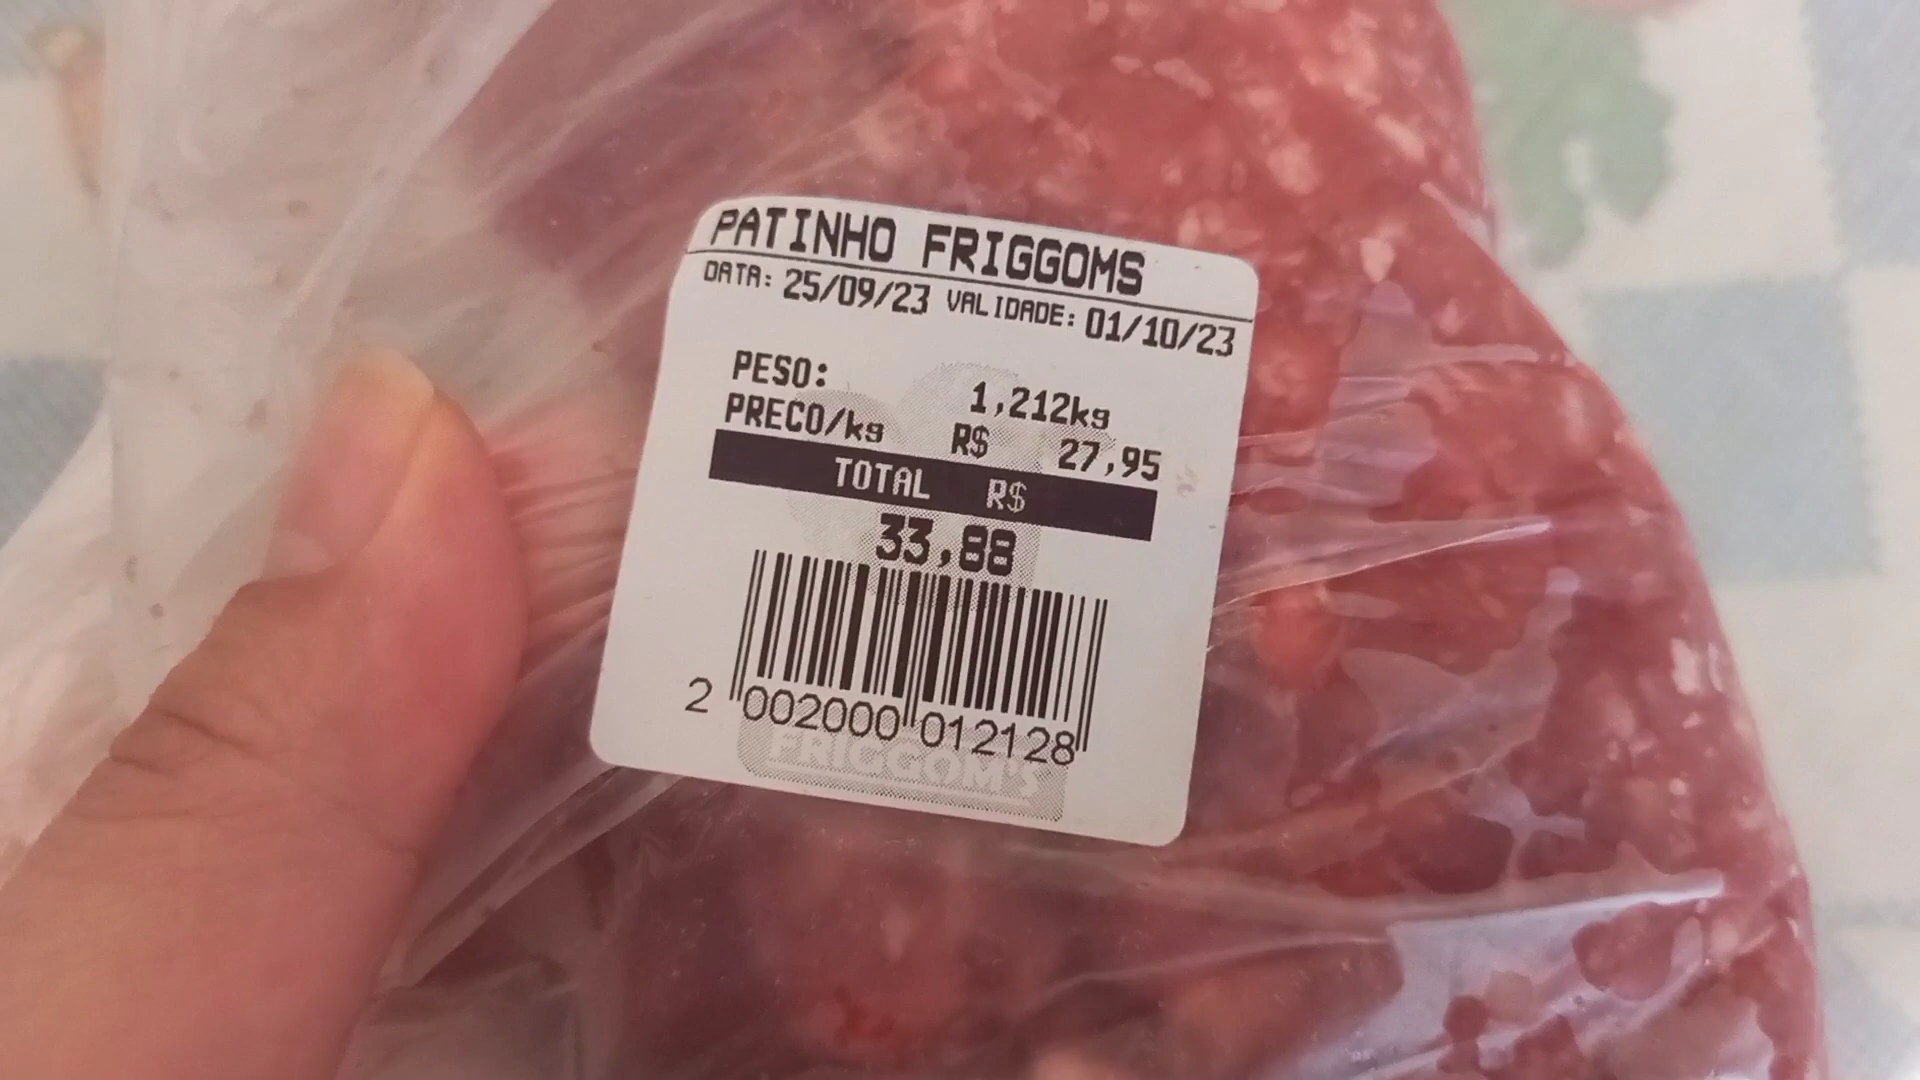 PATINHO FRIGGOMS
DATA: 25/09/23 VALIDADE: 01/10/23
PESO: 1,212kg
PRECO/kg R$ 27,95
TOTAL R$
33,88
2 002000 012128
FRIGGOM'S